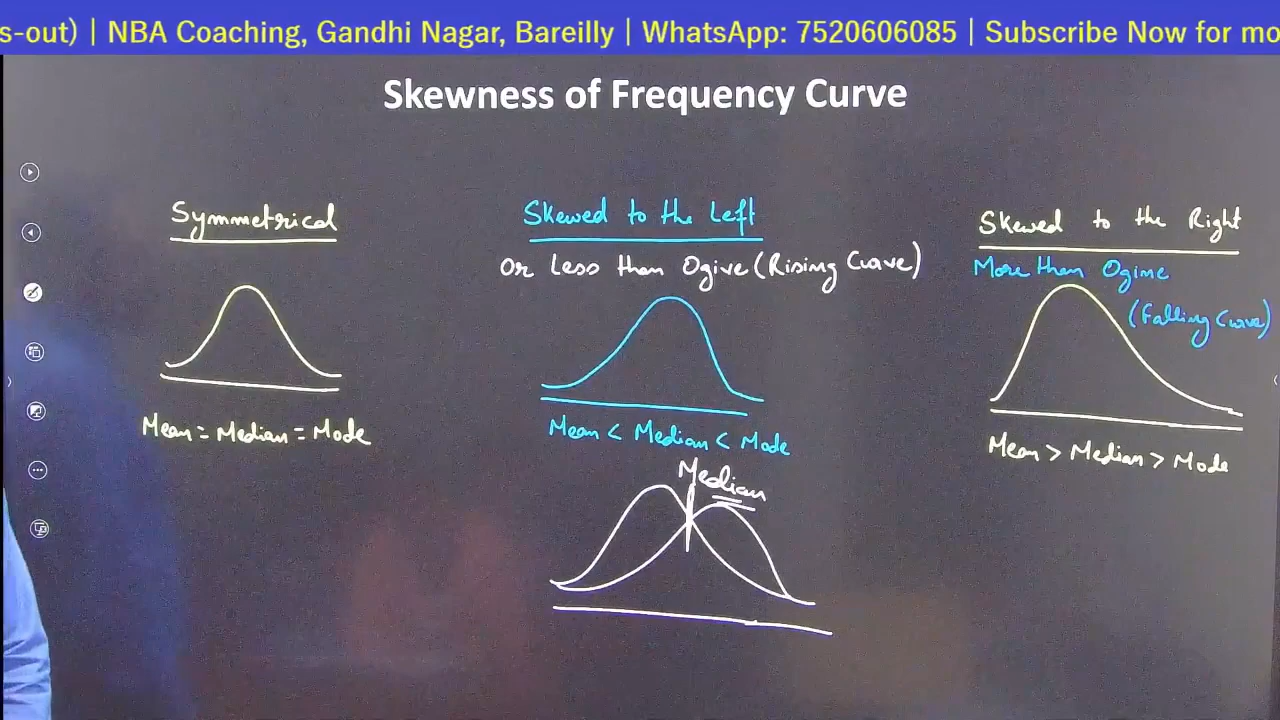 s-out) | NBA Coaching, Gandhi Nagar, Bareilly | WhatsApp: 7520606085 | Subscribe Now for mo
Skewness of Frequency Curve
Symmetrical
Mean = Median = Mode
Skewed to the Left
Or Less than Ogive (Rising Curve)
Mean < Median < Mode
Median
Skewed to the Right
More than Ogive
(Falling Curve)
Mean > Median > Mode